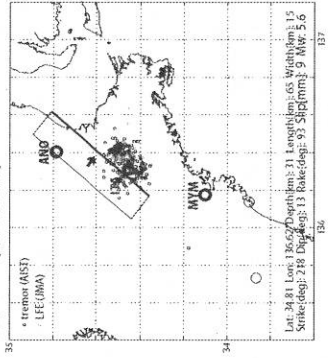 35
34
136
137
• tremor (AIST)
· LFE (JMA)
ANO
MYM
Lat: 34.81 Lon: 136.62 Depth[km]: 31 Length[km]: 65 Width[km]: 15
Strike[deg]: 218 Dip[deg]: 13 Rake[deg]: 93 Slip[mm]: 9 Mw: 5.6